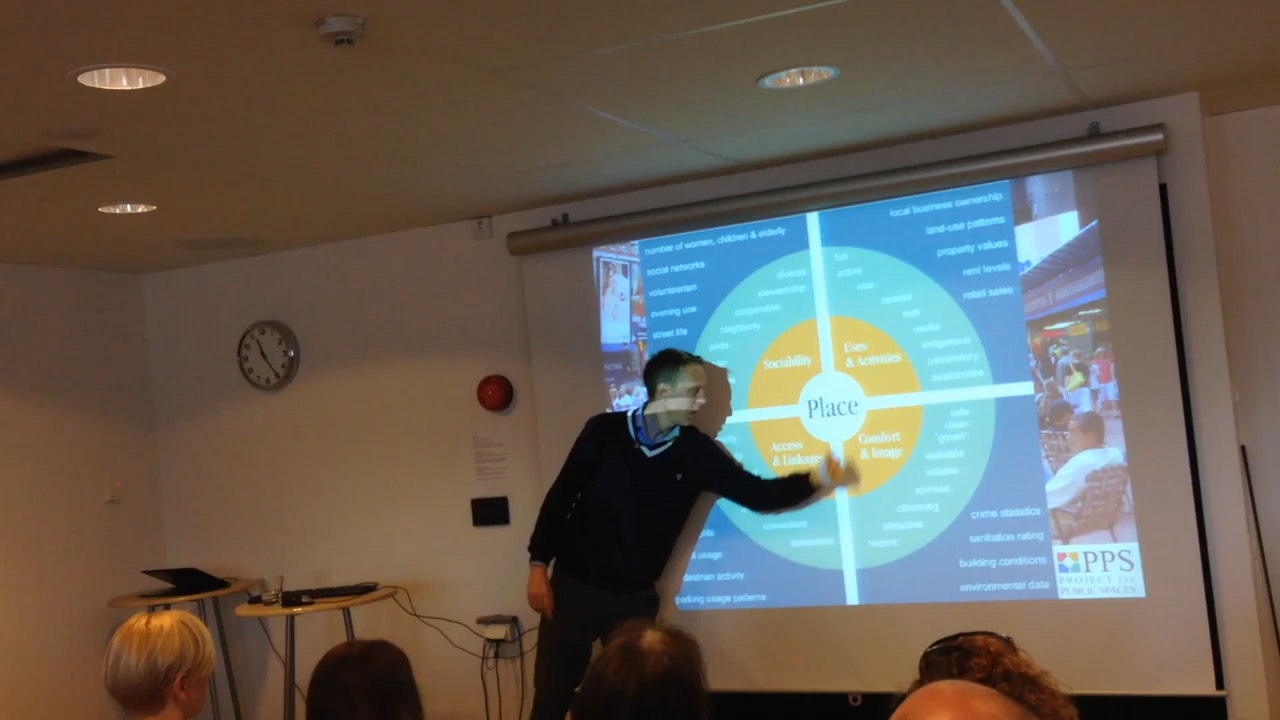 number of women, children & elderly
social networks
volunteerism
evening use
street life
local business ownership
land-use patterns
property values
rent levels
retail sales
diverse
stewardship
cooperative
neighborly
pride
fun
active
vital
special
real
useful
indigenous
celebratory
sustainable
Sociability
Uses
& Activities
Place
Access
& Linkages
Comfort
& Image
safe
clean
"green"
walkable
sittable
spiritual
charming
attractive
historic
convenient
accessible
usage
parking usage patterns
crime statistics
sanitation rating
building conditions
environmental data
PPS
PROJECT for
PUBLIC SPACES